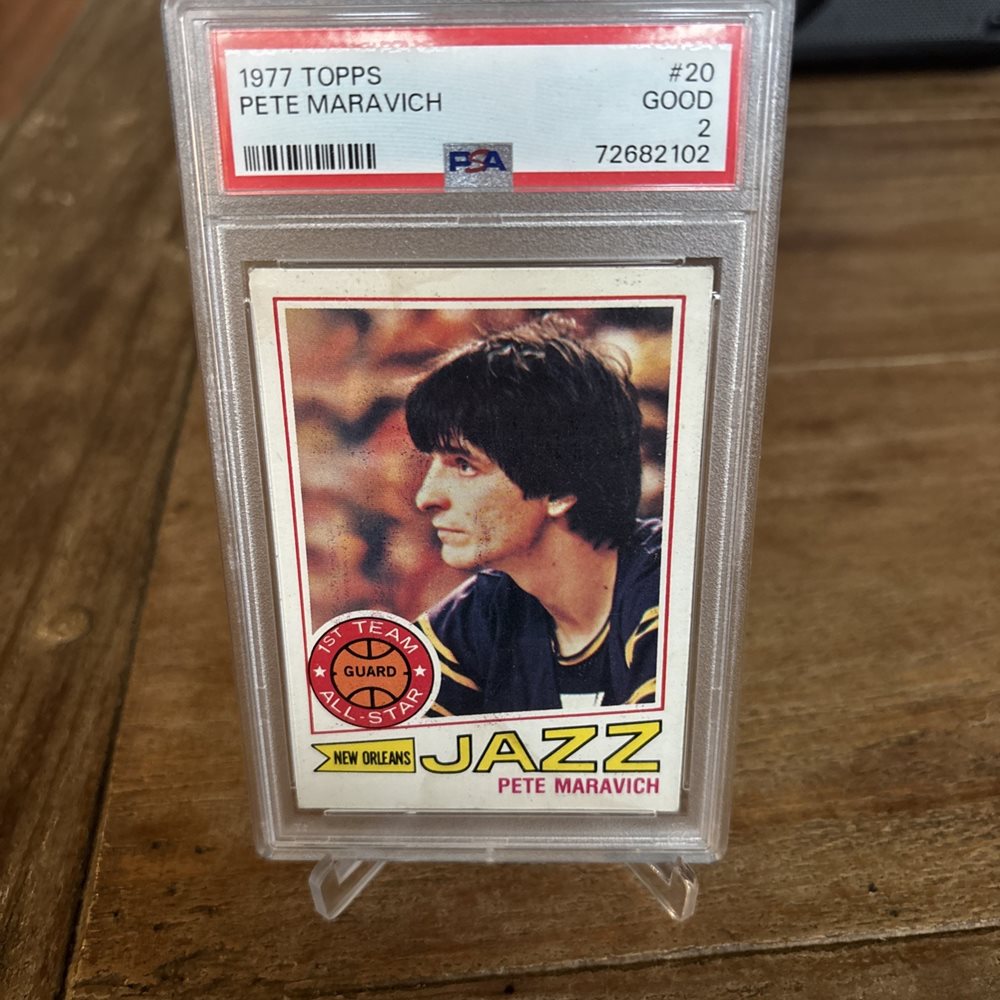 1977 TOPPS #20
PETE MARAVICH GOOD
2
PSA 72682102
1ST TEAM
GUARD
ALL-STAR
NEW ORLEANS JAZZ
PETE MARAVICH